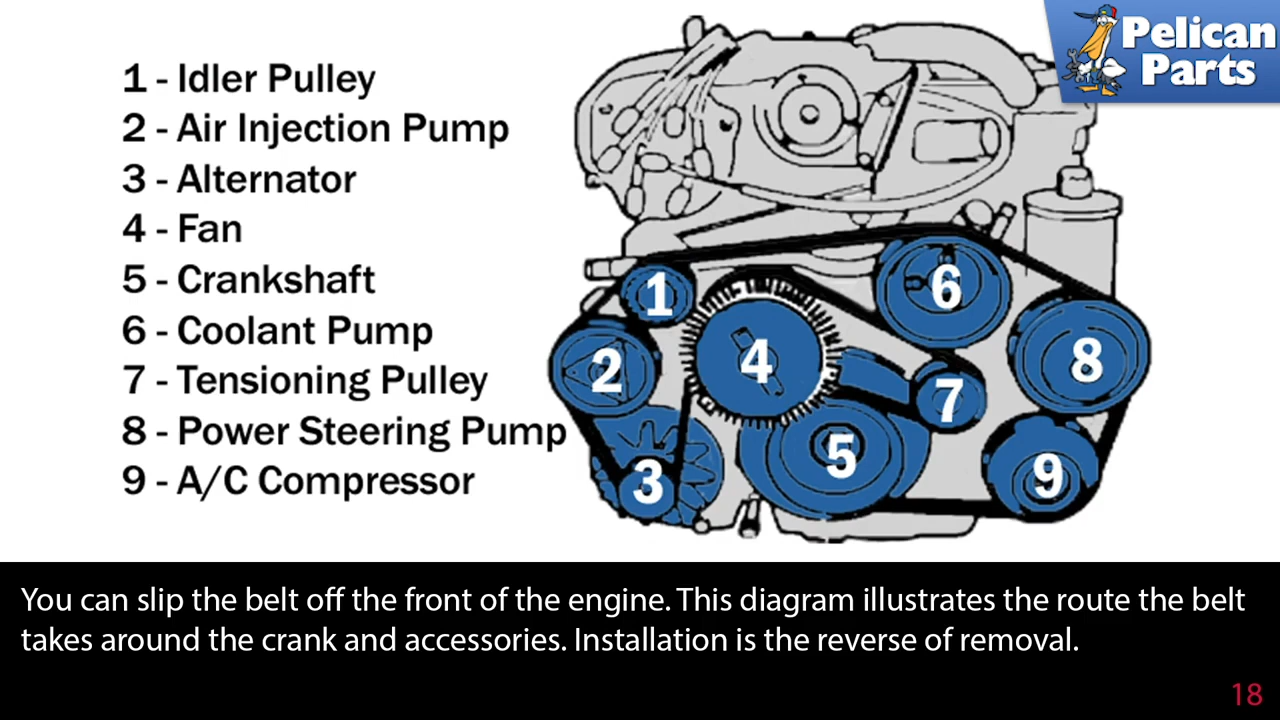 Pelican
Parts
1 - Idler Pulley
2 - Air Injection Pump
3 - Alternator
4 - Fan
5 - Crankshaft
6 - Coolant Pump
7 - Tensioning Pulley
8 - Power Steering Pump
9 - A/C Compressor
1
2
3
4
5
6
7
8
9
You can slip the belt off the front of the engine. This diagram illustrates the route the belt
takes around the crank and accessories. Installation is the reverse of removal.
18